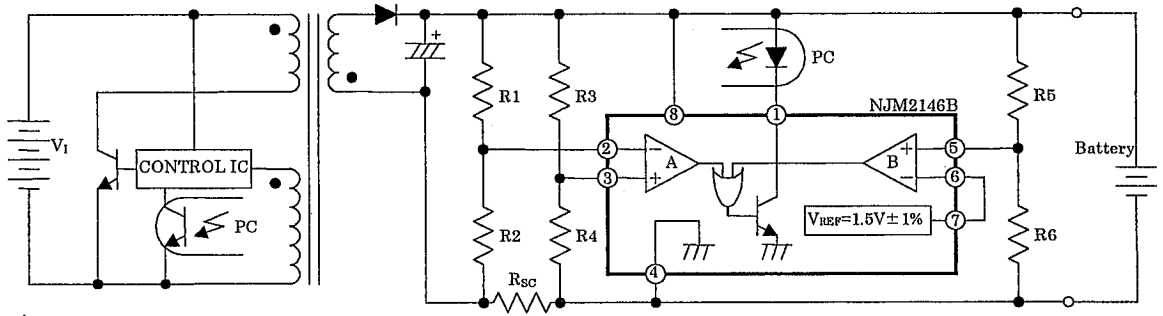 +
PC
R1
R3
NJM2146B
R5
8
1
VI
2
A
B
5
Battery
CONTROL IC
3
6
VREF=1.5V±1%
7
PC
R2
R4
R6
4
RSC